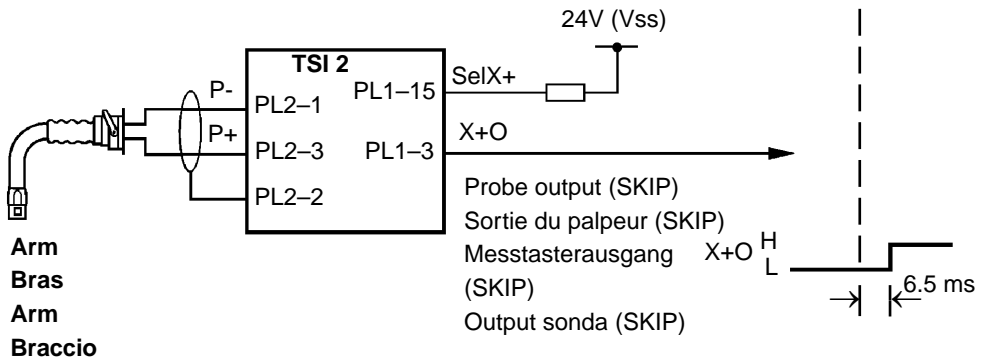 24V (Vss)
TSI 2
P-
PL2–1
PL1–15
SelX+
P+
PL2–3
PL1–3
X+O
PL2–2
Probe output (SKIP)
Sortie du palpeur (SKIP)
Messtasterausgang
(SKIP)
Output sonda (SKIP)
Arm
Bras
Arm
Braccio
X+O H
L
6.5 ms